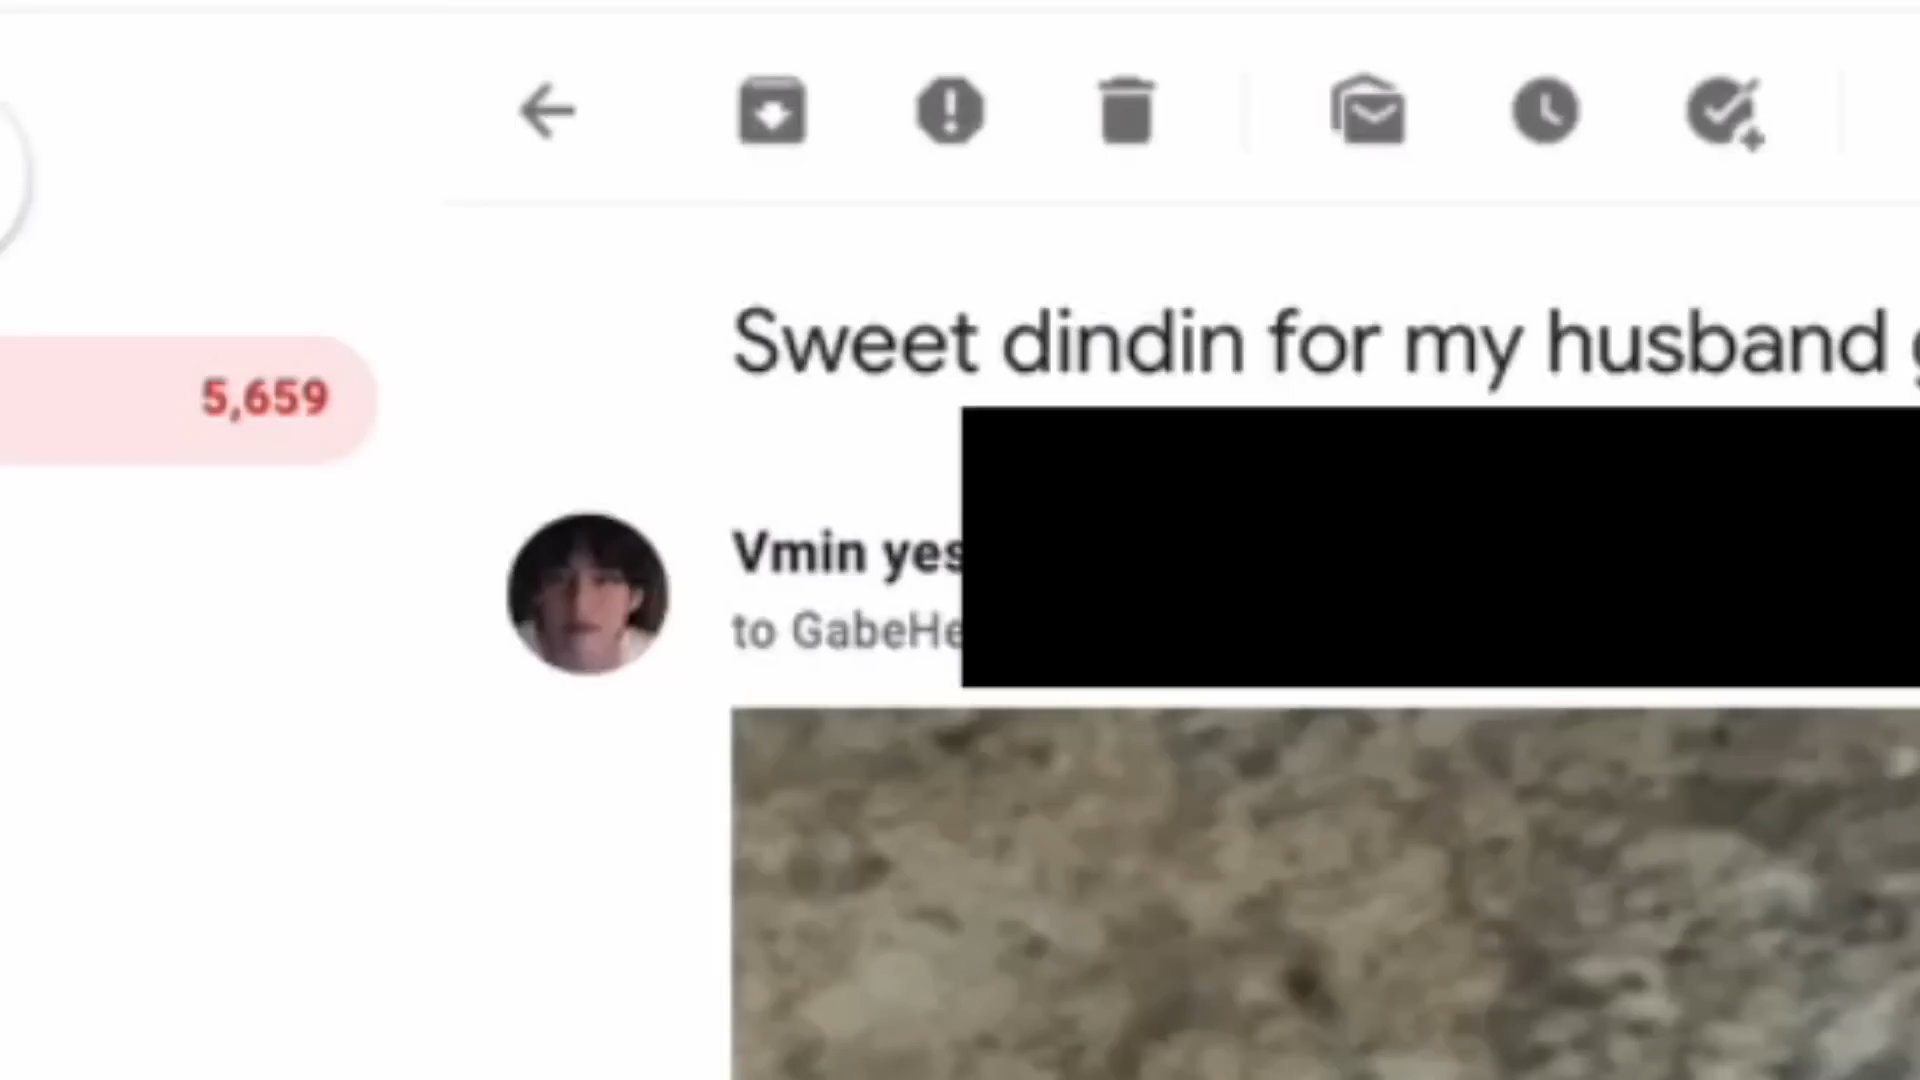 Sweet dindin for my husband
5,659
Vmin yes
to GabeHe